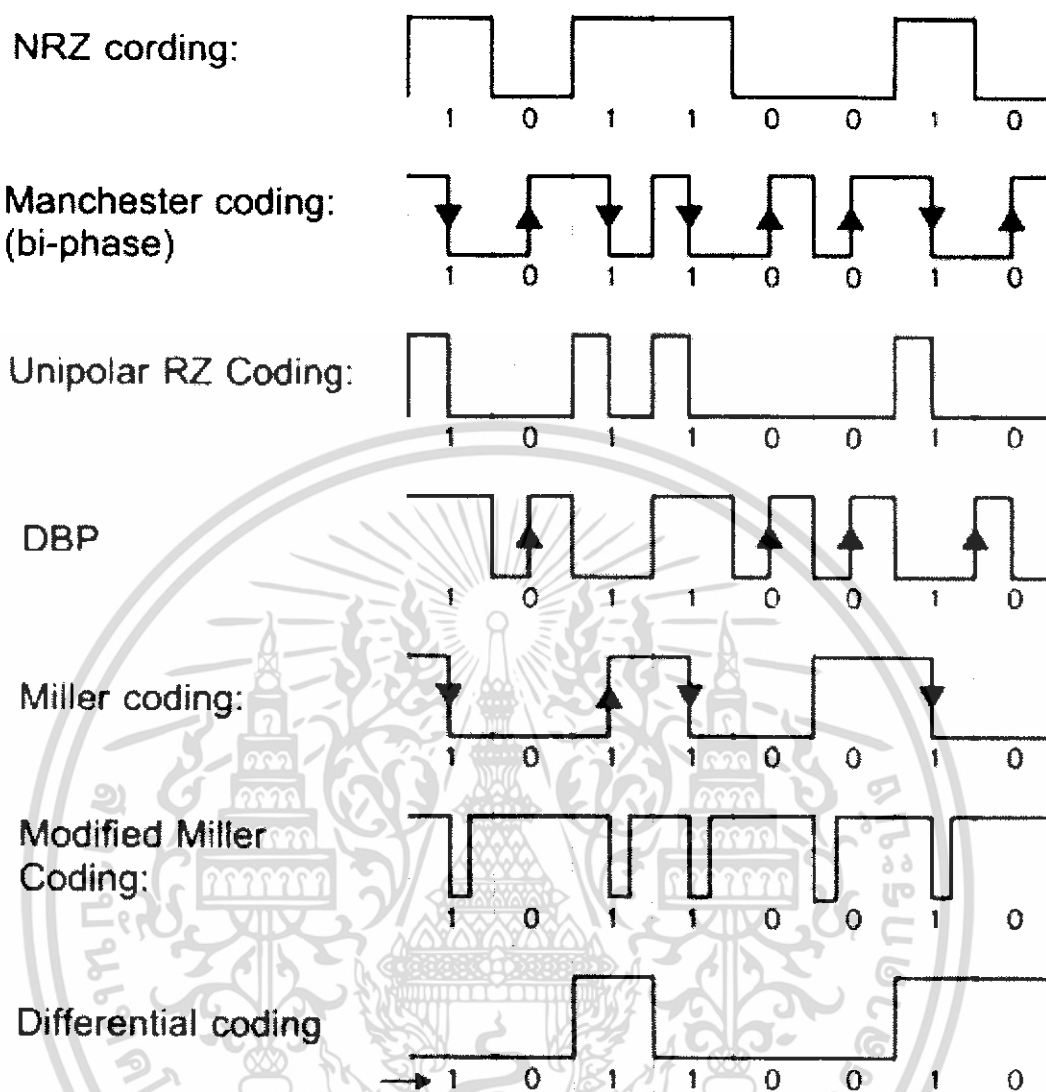 NRZ cording:
1 0 1 1 0 0 1 0
Manchester coding:
(bi-phase)
1 0 1 1 0 0 1 0
Unipolar RZ Coding:
1 0 1 1 0 0 1 0
DBP
1 0 1 1 0 0 1 0
Miller coding:
1 0 1 1 0 0 1 0
Modified Miller
Coding:
1 0 1 1 0 0 1 0
Differential coding
1 0 1 1 0 0 1 0